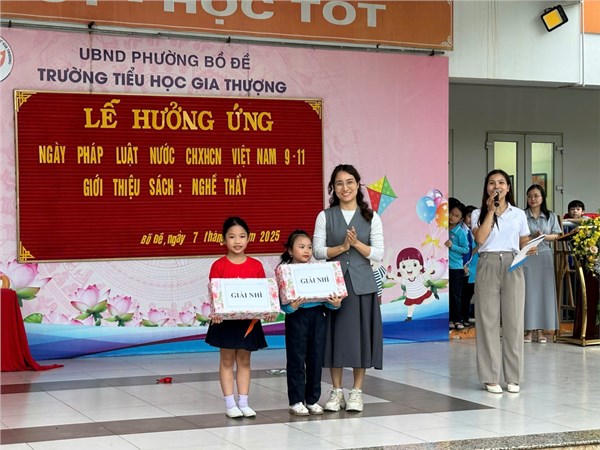 HỌC TỐT
UBND PHƯỜNG BỒ ĐỀ
TRƯỜNG TIỂU HỌC GIA THƯỢNG
LỄ HƯỞNG ỨNG
NGÀY PHÁP LUẬT NƯỚC CHXHCN VIỆT NAM 9-11
GIỚI THIỆU SÁCH : NGHỀ THẦY
Bồ Đề, ngày 7 tháng 2025
GIẢI NHÌ
GIẢI NHÌ